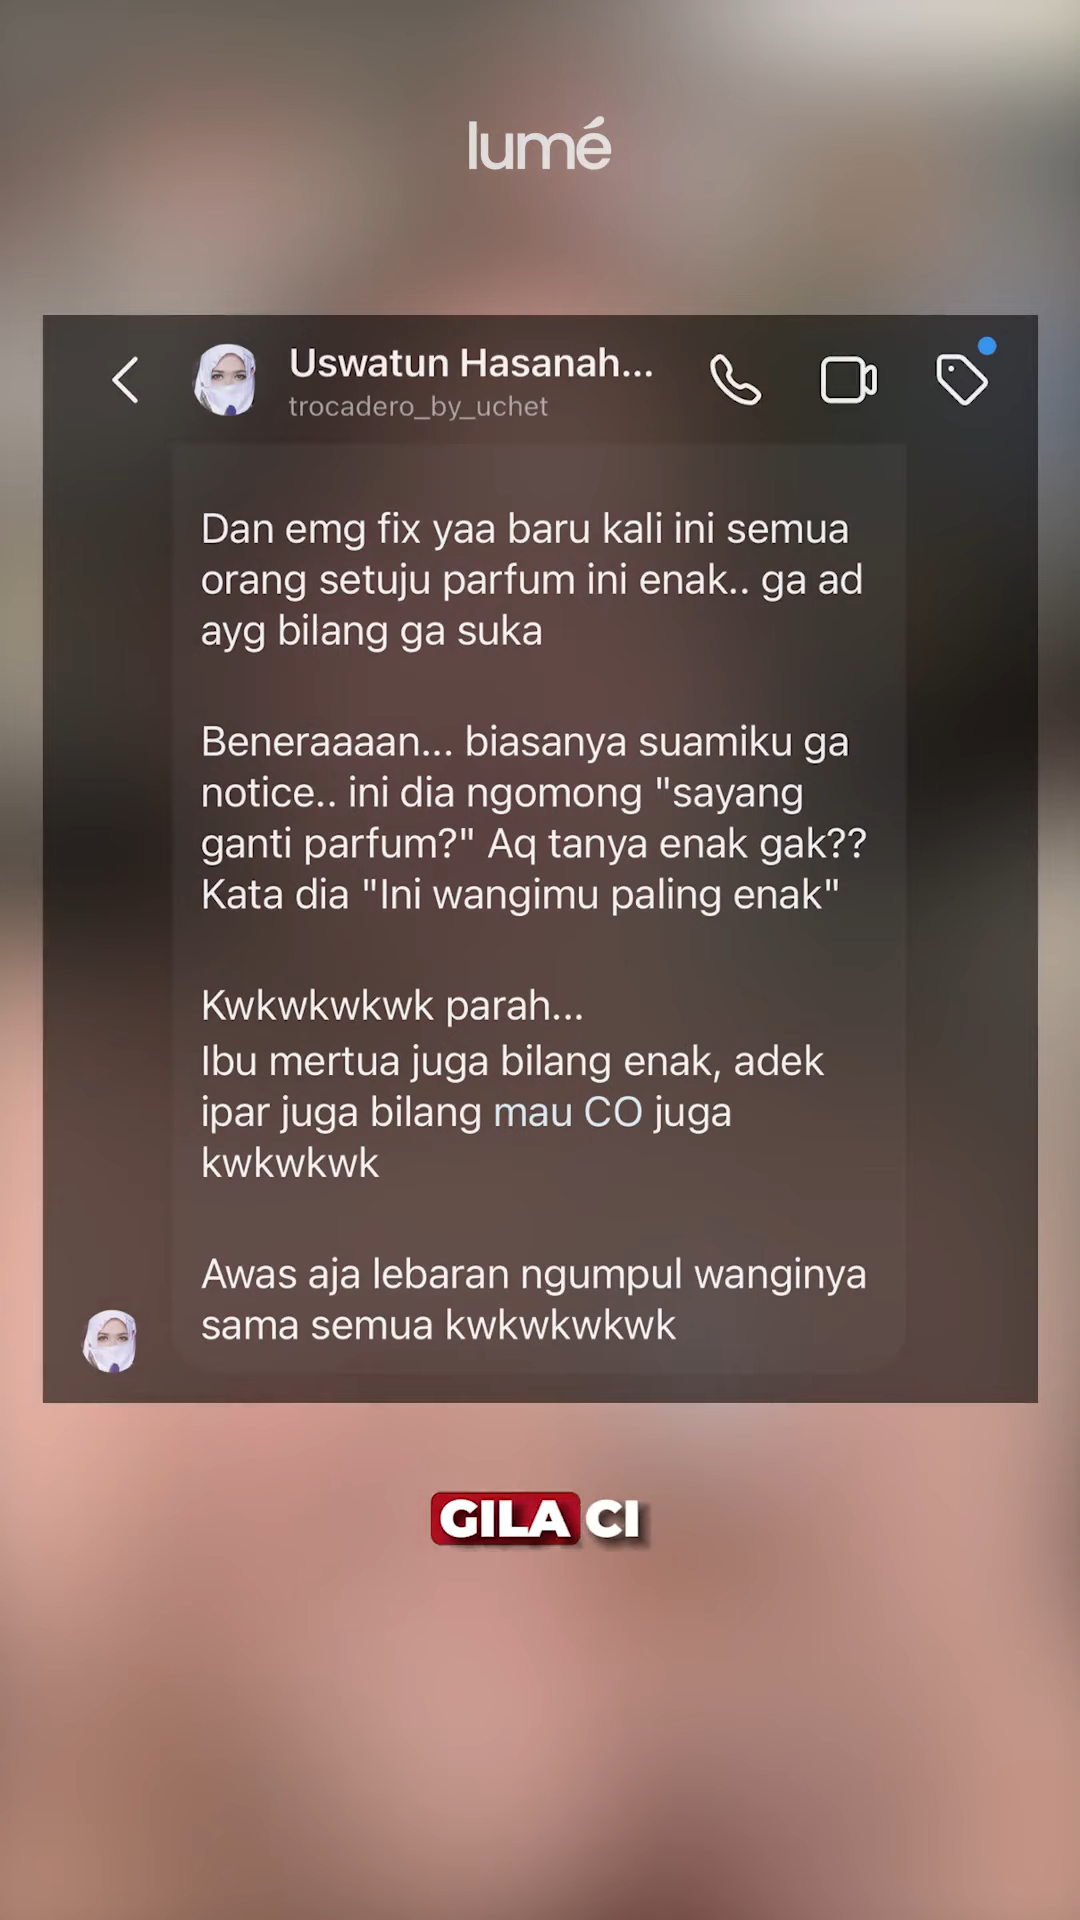 lumé
Uswatun Hasanah...
trocadero_by_uchet
Dan emg fix yaa baru kali ini semua
orang setuju parfum ini enak.. ga ad
ayg bilang ga suka
Beneraaaan... biasanya suamiku ga
notice.. ini dia ngomong "sayang
ganti parfum?" Aq tanya enak gak??
Kata dia "Ini wangimu paling enak"
Kwkwkwkwk parah...
Ibu mertua juga bilang enak, adek
ipar juga bilang mau CO juga
kwkwkwk
Awas aja lebaran ngumpul wanginya
sama semua kwkwkwkwk
GILA CI